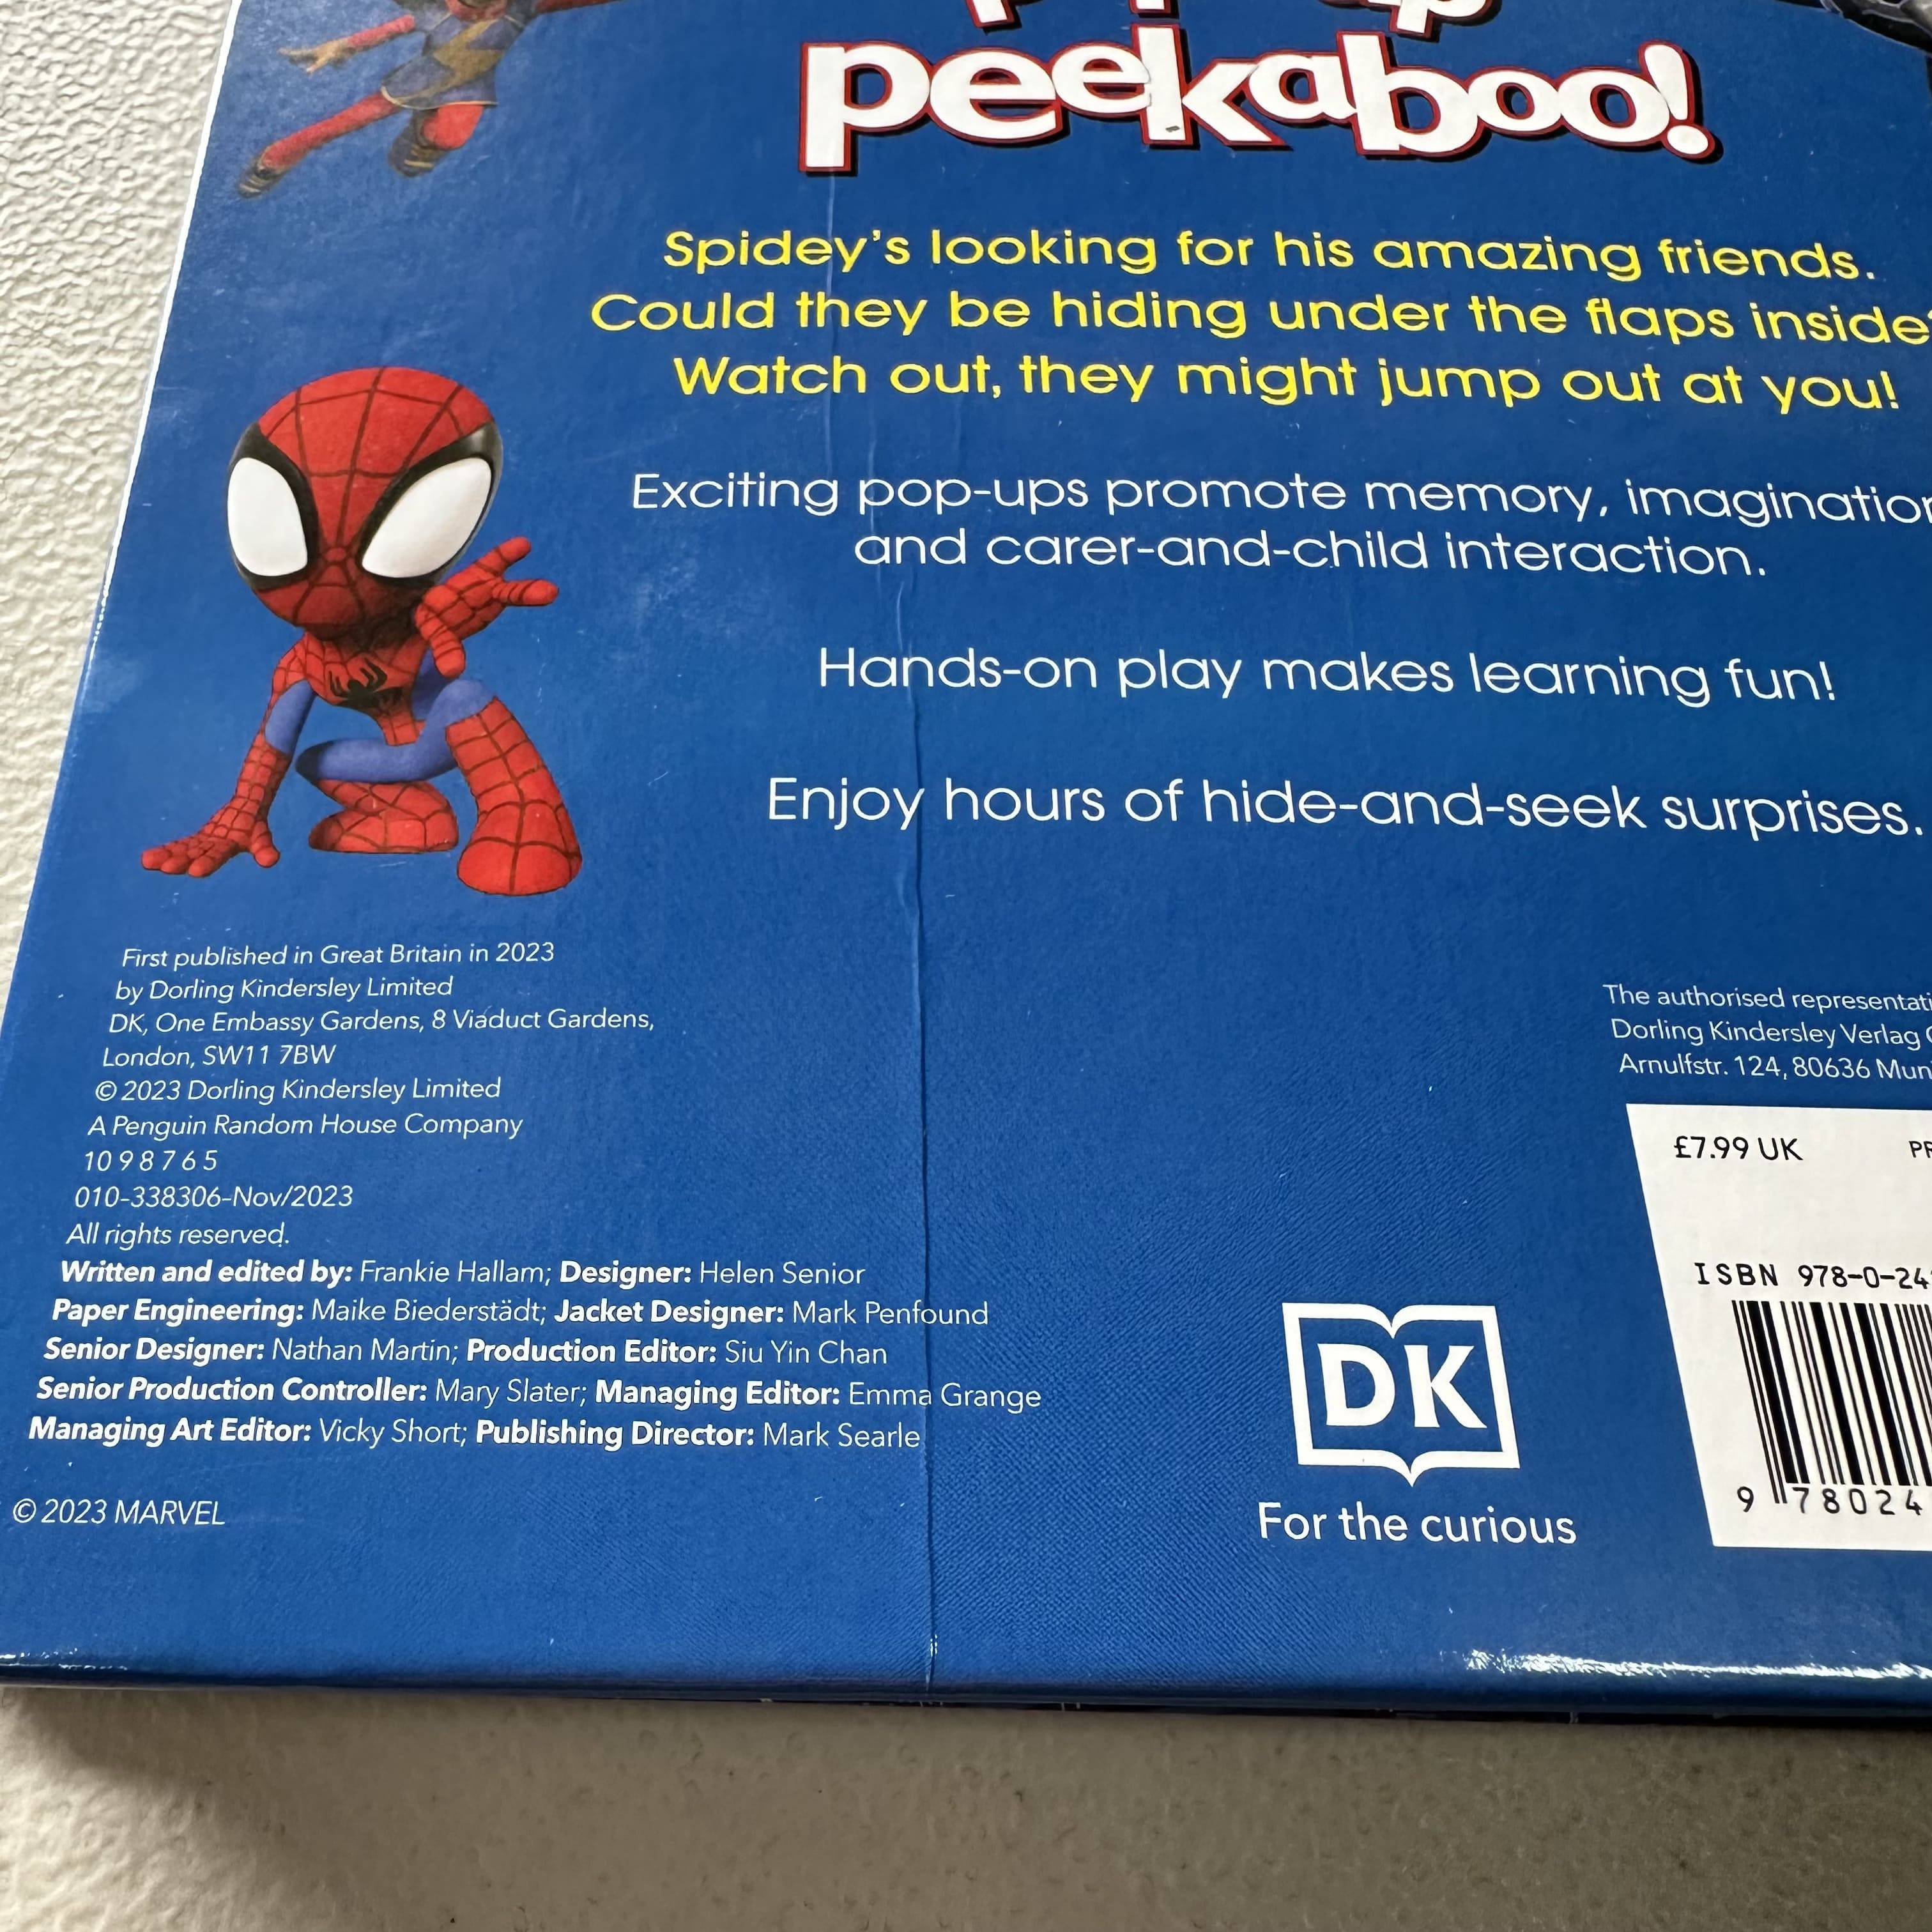 peekaboo!
Spidey's looking for his amazing friends.
Could they be hiding under the flaps inside
Watch out, they might jump out at you!
Exciting pop-ups promote memory,
and carer-and-child interaction.
Hands-on play makes learning fun!
Enjoy hours of hide-and-seek surprises.
First published in Great Britain in 2023
by Dorling Kindersley Limited
DK, One Embassy Gardens, 8 Viaduct Gardens,
London, SW11 7BW
© 2023 Dorling Kindersley Limited
A Penguin Random House Company
10 9 8 7 6 5
010-338306-Nov/2023
All rights reserved.
Written and edited by: Frankie Hallam; Designer: Helen Senior
Paper Engineering: Maike Biederstädt; Jacket Designer: Mark Penfound
Senior Designer: Nathan Martin; Production Editor: Siu Yin Chan
Senior Production Controller: Mary Slater; Managing Editor: Emma Grange
Managing Art Editor: Vicky Short; Publishing Director: Mark Searle
© 2023 MARVEL
The authorised
Dorling Kindersley Verlag
Arnulfstr. 124, 80636
£7.99 UK
ISBN 978-0-24
9 78024
DK
For the curious